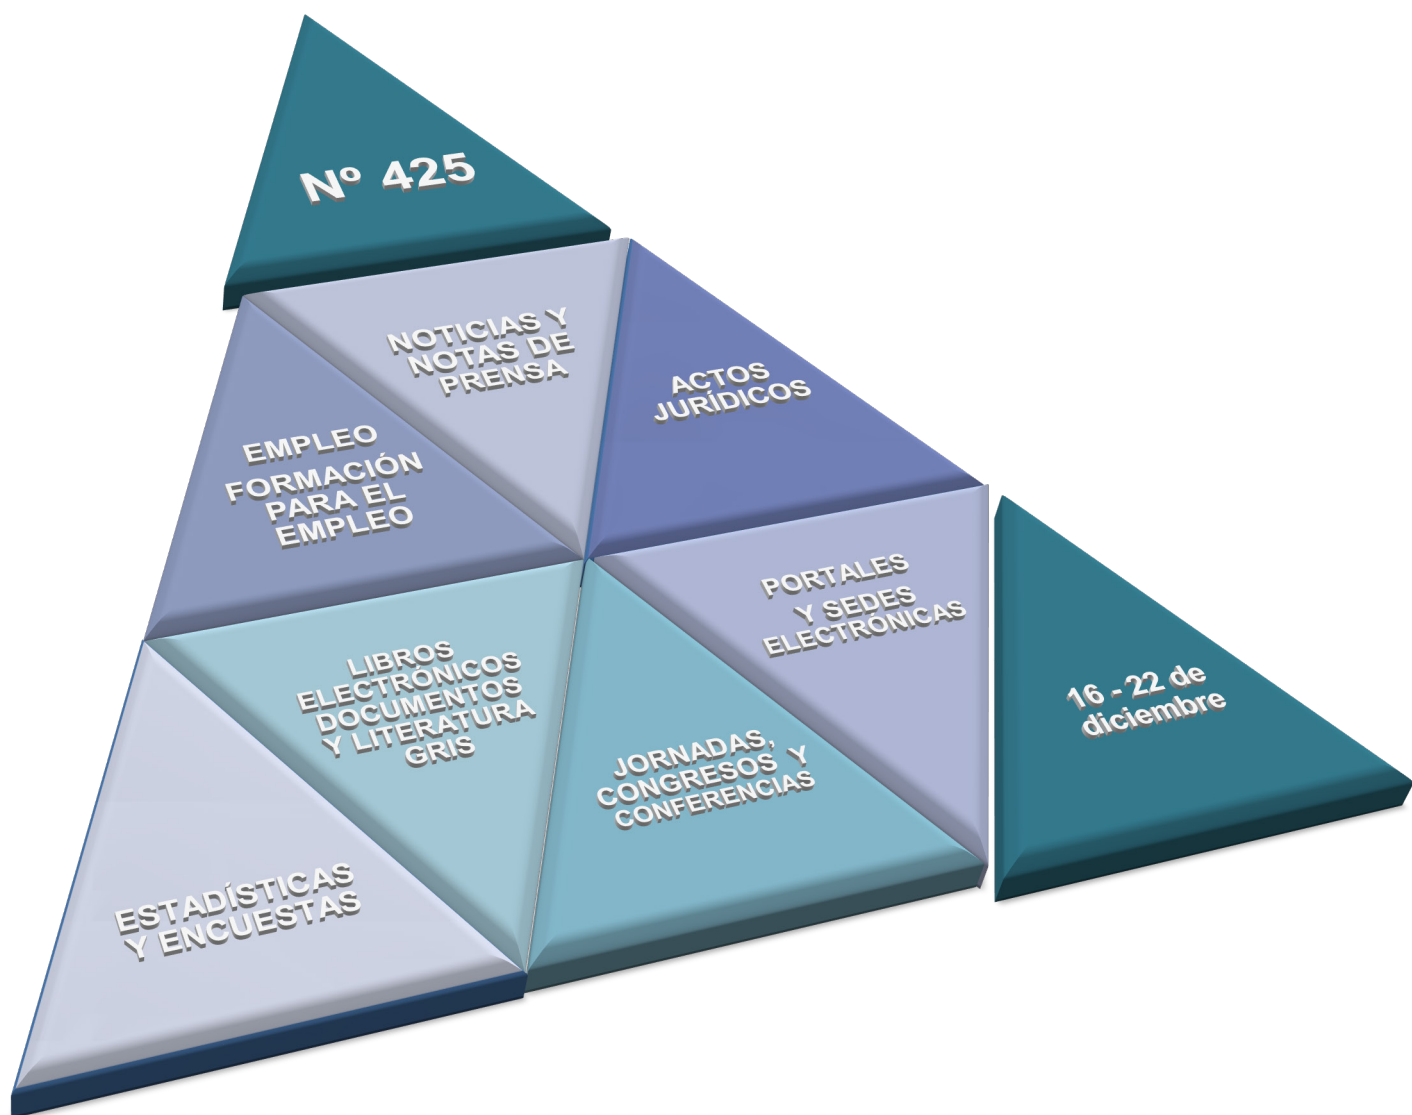 Nº 425
NOTICIAS Y
NOTAS DE
PRENSA
ACTOS
JURÍDICOS
EMPLEO
FORMACIÓN
PARA EL
EMPLEO
PORTALES
Y SEDES
ELECTRÓNICAS
LIBROS
ELECTRÓNICOS
DOCUMENTOS
Y LITERATURA
GRIS
JORNADAS,
CONGRESOS Y
CONFERENCIAS
16 - 22 de
diciembre
ESTADÍSTICAS
Y ENCUESTAS